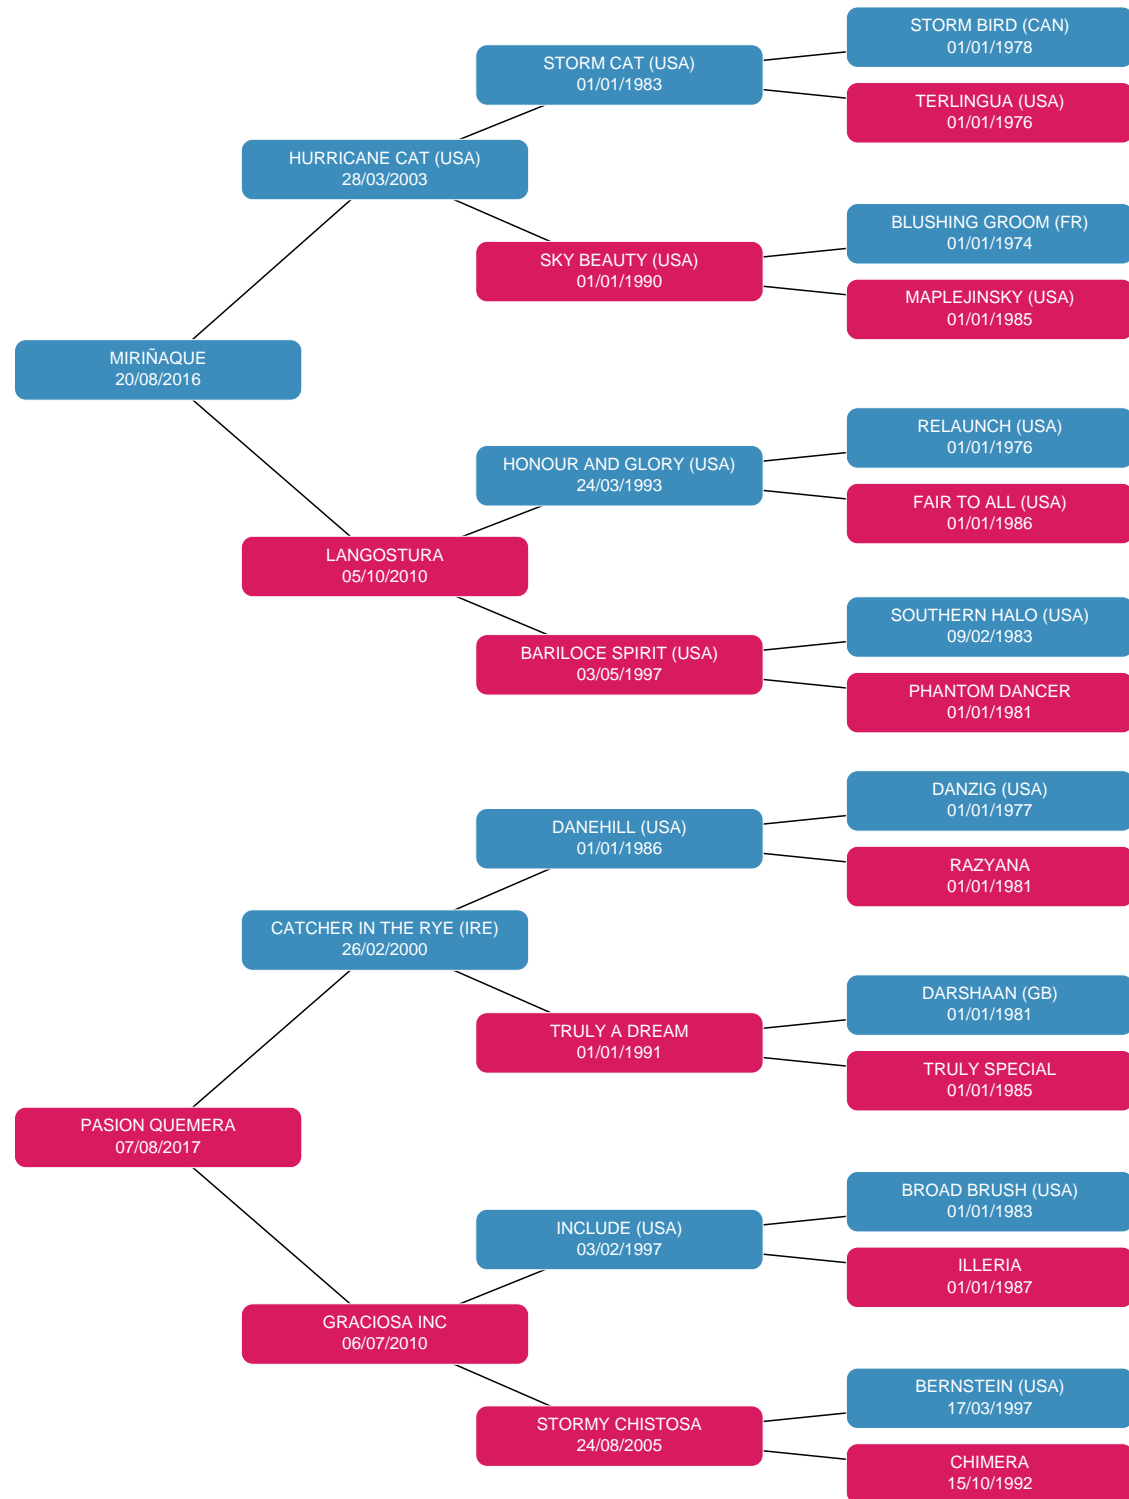 STORM BIRD (CAN)
01/01/1978
STORM CAT (USA)
01/01/1983
TERLINGUA (USA)
01/01/1976
HURRICANE CAT (USA)
28/03/2003
BLUSHING GROOM (FR)
01/01/1974
SKY BEAUTY (USA)
01/01/1990
MAPLEJINSKY (USA)
01/01/1985
MIRIÑAQUE
20/08/2016
RELAUNCH (USA)
01/01/1976
HONOUR AND GLORY (USA)
24/03/1993
FAIR TO ALL (USA)
01/01/1986
LANGOSTURA
05/10/2010
SOUTHERN HALO (USA)
09/02/1983
BARILOCE SPIRIT (USA)
03/05/1997
PHANTOM DANCER
01/01/1981
DANZIG (USA)
01/01/1977
DANEHILL (USA)
01/01/1986
RAZYANA
01/01/1981
CATCHER IN THE RYE (IRE)
26/02/2000
DARSHAAN (GB)
01/01/1981
TRULY A DREAM
01/01/1991
TRULY SPECIAL
01/01/1985
PASION QUEMERA
07/08/2017
BROAD BRUSH (USA)
01/01/1983
INCLUDE (USA)
03/02/1997
ILLERIA
01/01/1987
GRACIOSA INC
06/07/2010
BERNSTEIN (USA)
17/03/1997
STORMY CHISTOSA
24/08/2005
CHIMERA
15/10/1992